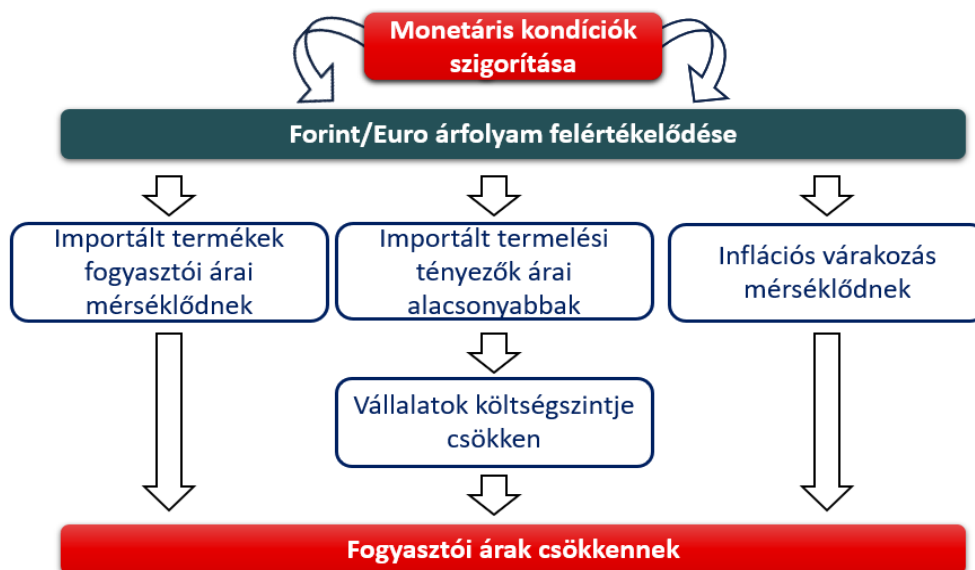 Monetáris kondíciók
szigorítása
Forint/Euro árfolyam felértékelődése
Importált termékek
fogyasztói árai
mérséklődnek
Importált termelési
tényezők árai
alacsonyabbak
Inflációs várakozás
mérséklődnek
Vállalatok költségszintje
csökken
Fogyasztói árak csökkennek